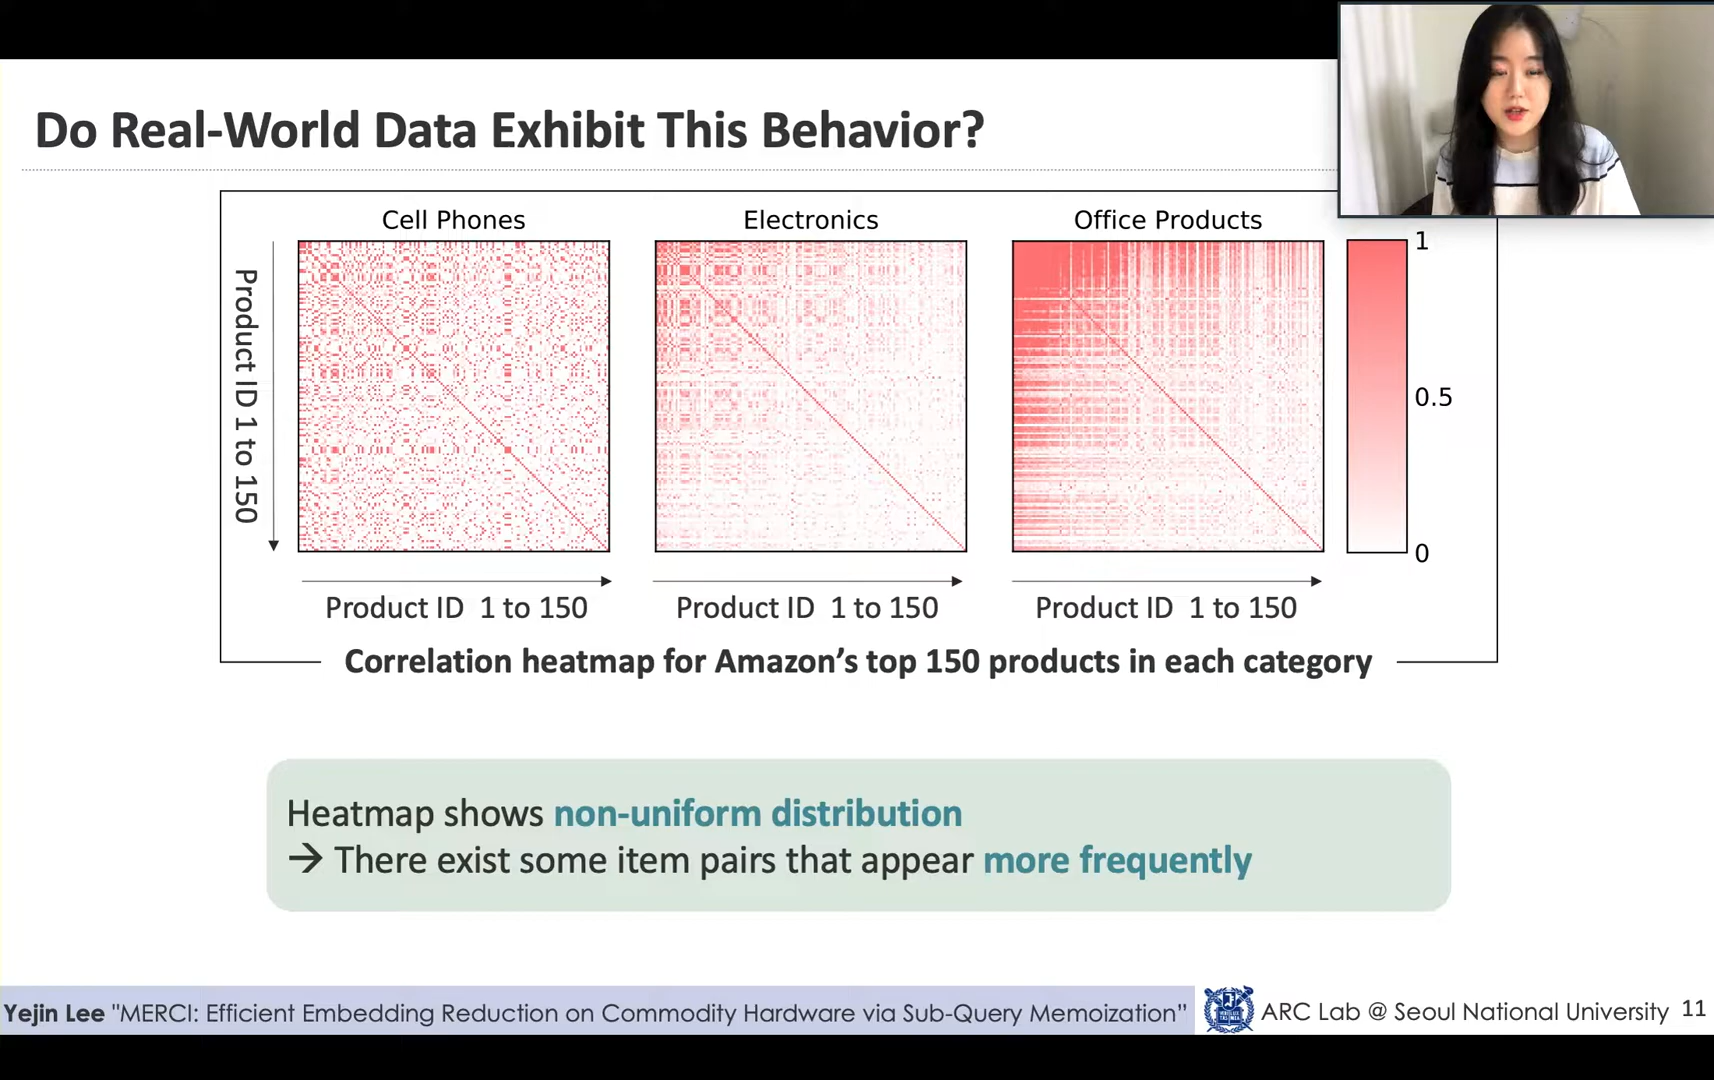 Do Real-World Data Exhibit This Behavior?
Cell Phones
Electronics
Office Products
Product ID 1 to 150
1
0.5
0
Product ID 1 to 150
Product ID 1 to 150
Product ID 1 to 150
Correlation heatmap for Amazon’s top 150 products in each category
Heatmap shows non-uniform distribution
→ There exist some item pairs that appear more frequently
Yejin Lee "MERCI: Efficient Embedding Reduction on Commodity Hardware via Sub-Query Memoization”
ARC Lab @ Seoul National University
11